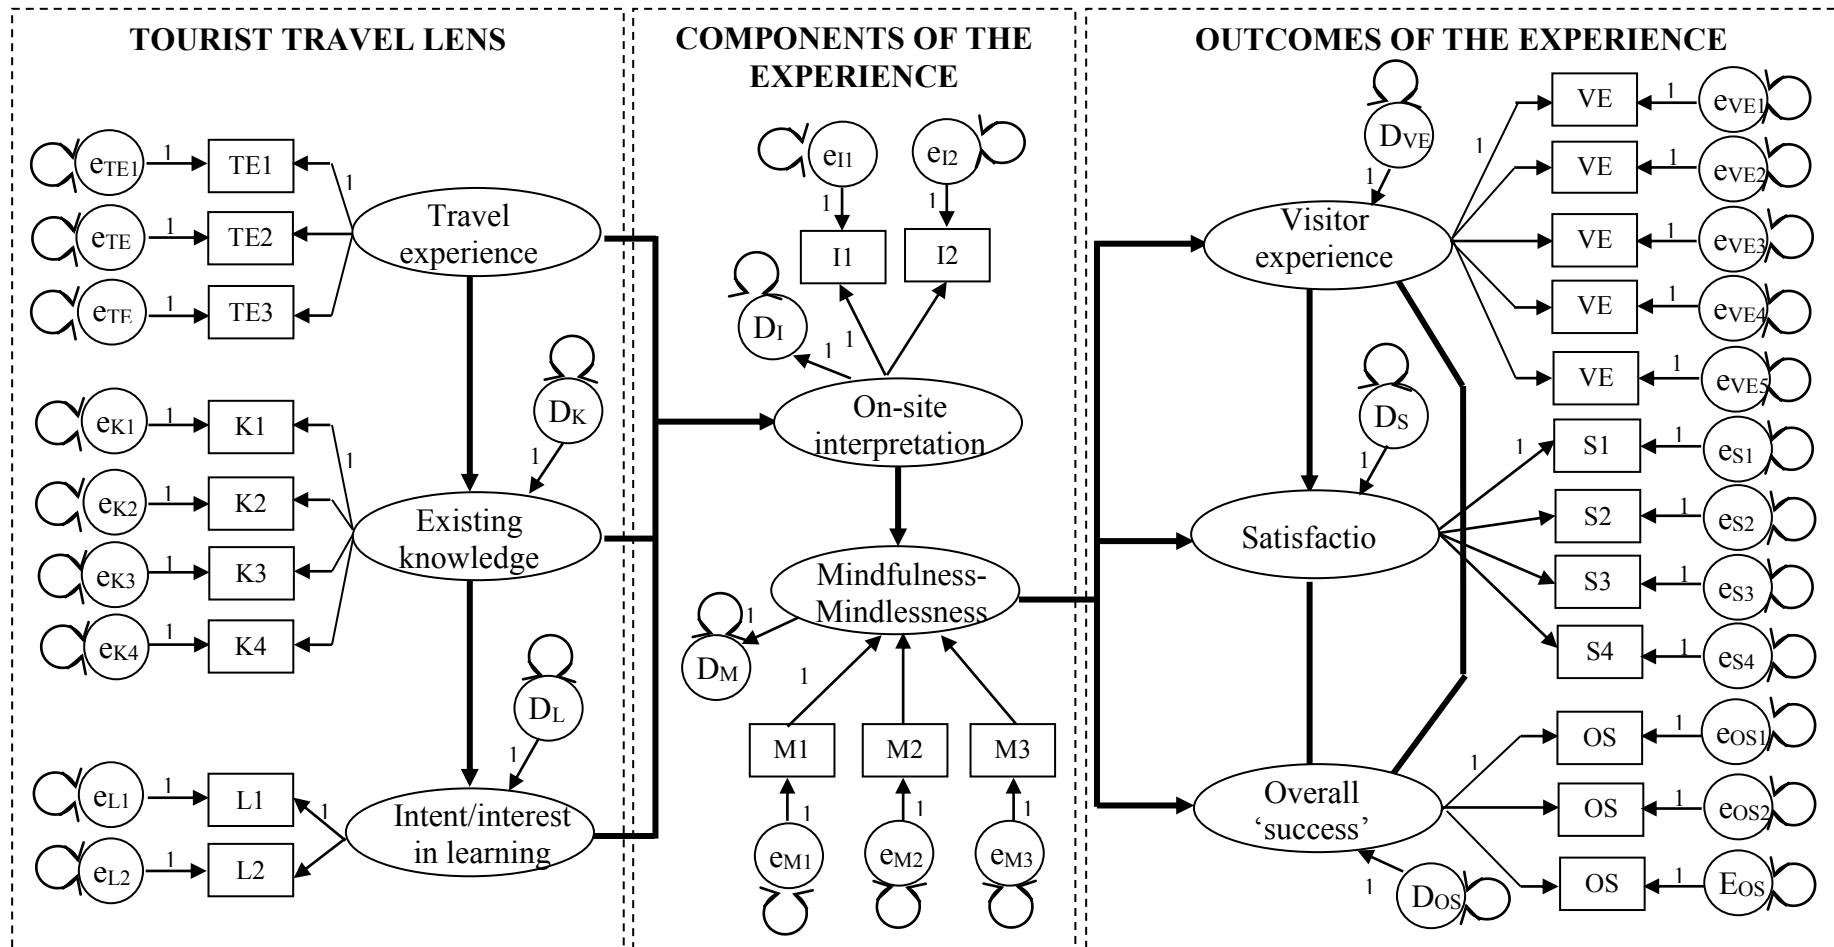 TOURIST TRAVEL LENS
eTE1 1 TE1 1
eTE 1 TE2
eTE 1 TE3
Travel
experience
eK1 1 K1 1
eK2 1 K2
eK3 1 K3
eK4 1 K4
DK
1
Existing
knowledge
DL
1
eL1 1 L1 1
eL2 1 L2
Intent/interest
in learning
COMPONENTS OF THE
EXPERIENCE
eI1 eI2
1 1
I1 I2
DI
1 1
On-site
interpretation
Mindfulness-
Mindlessness
1
DM
1
M1 M2 M3
1 1 1
eM1 eM2 eM3
OUTCOMES OF THE EXPERIENCE
DVE
1
Visitor
experience
1 VE 1 eVE1
VE 1 eVE2
VE 1 eVE3
VE 1 eVE4
VE 1 eVE5
DS
1
Satisfactio
1 S1 1 eS1
S2 1 eS2
S3 1 eS3
S4 1 eS4
Overall
‘success’
1 OS 1 eOS1
OS 1 eOS2
OS 1 EOS
1
DOS